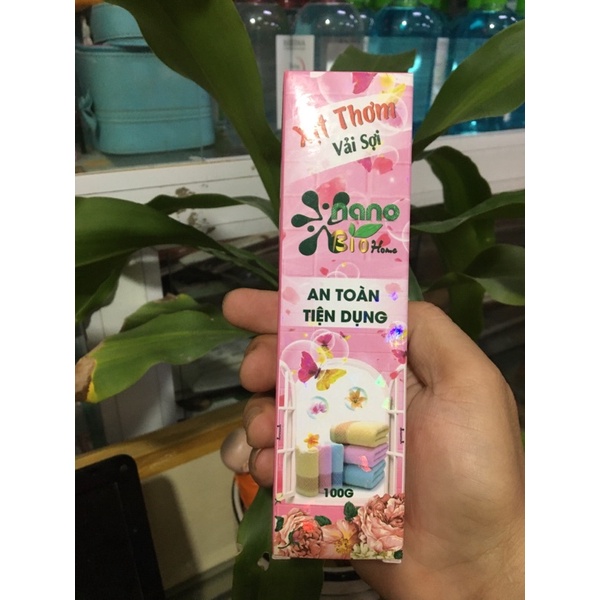 Xịt Thơm
Vải Sợi
nano
BIO Home
AN TOÀN
TIỆN DỤNG
100G